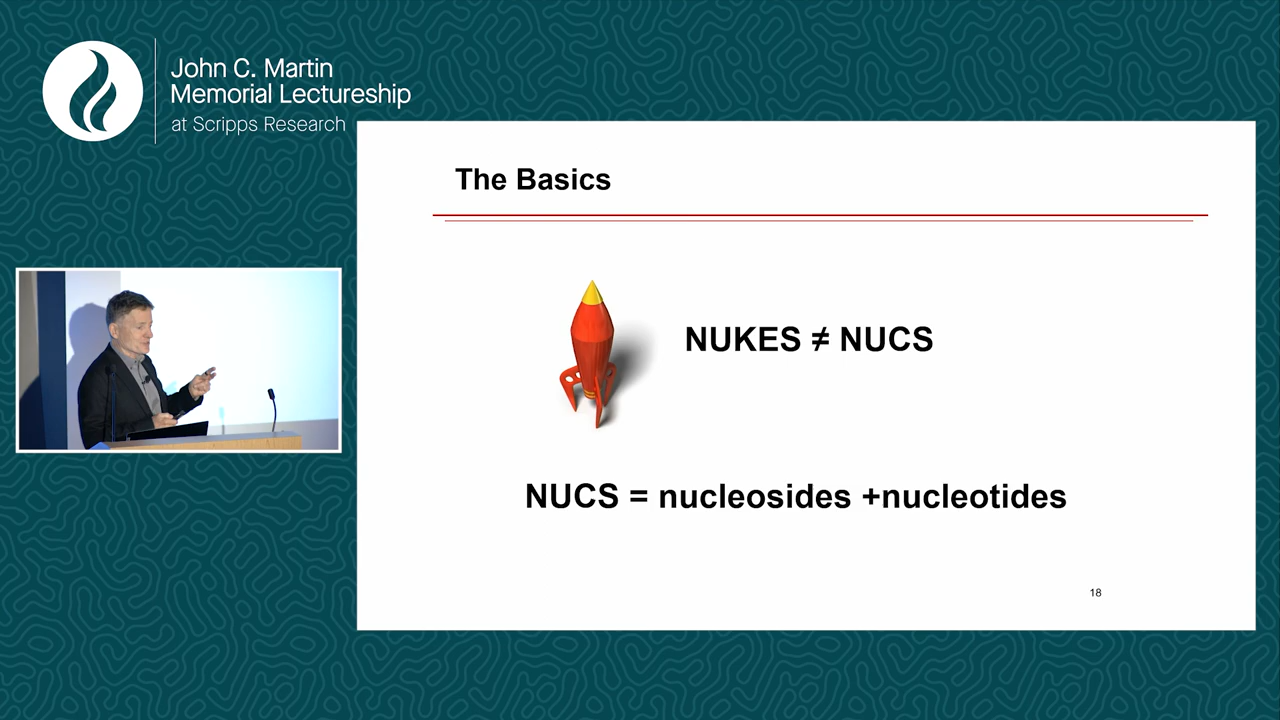 John C. Martin
Memorial Lectureship
at Scripps Research
The Basics
NUKES ≠ NUCS
NUCS = nucleosides +nucleotides
18